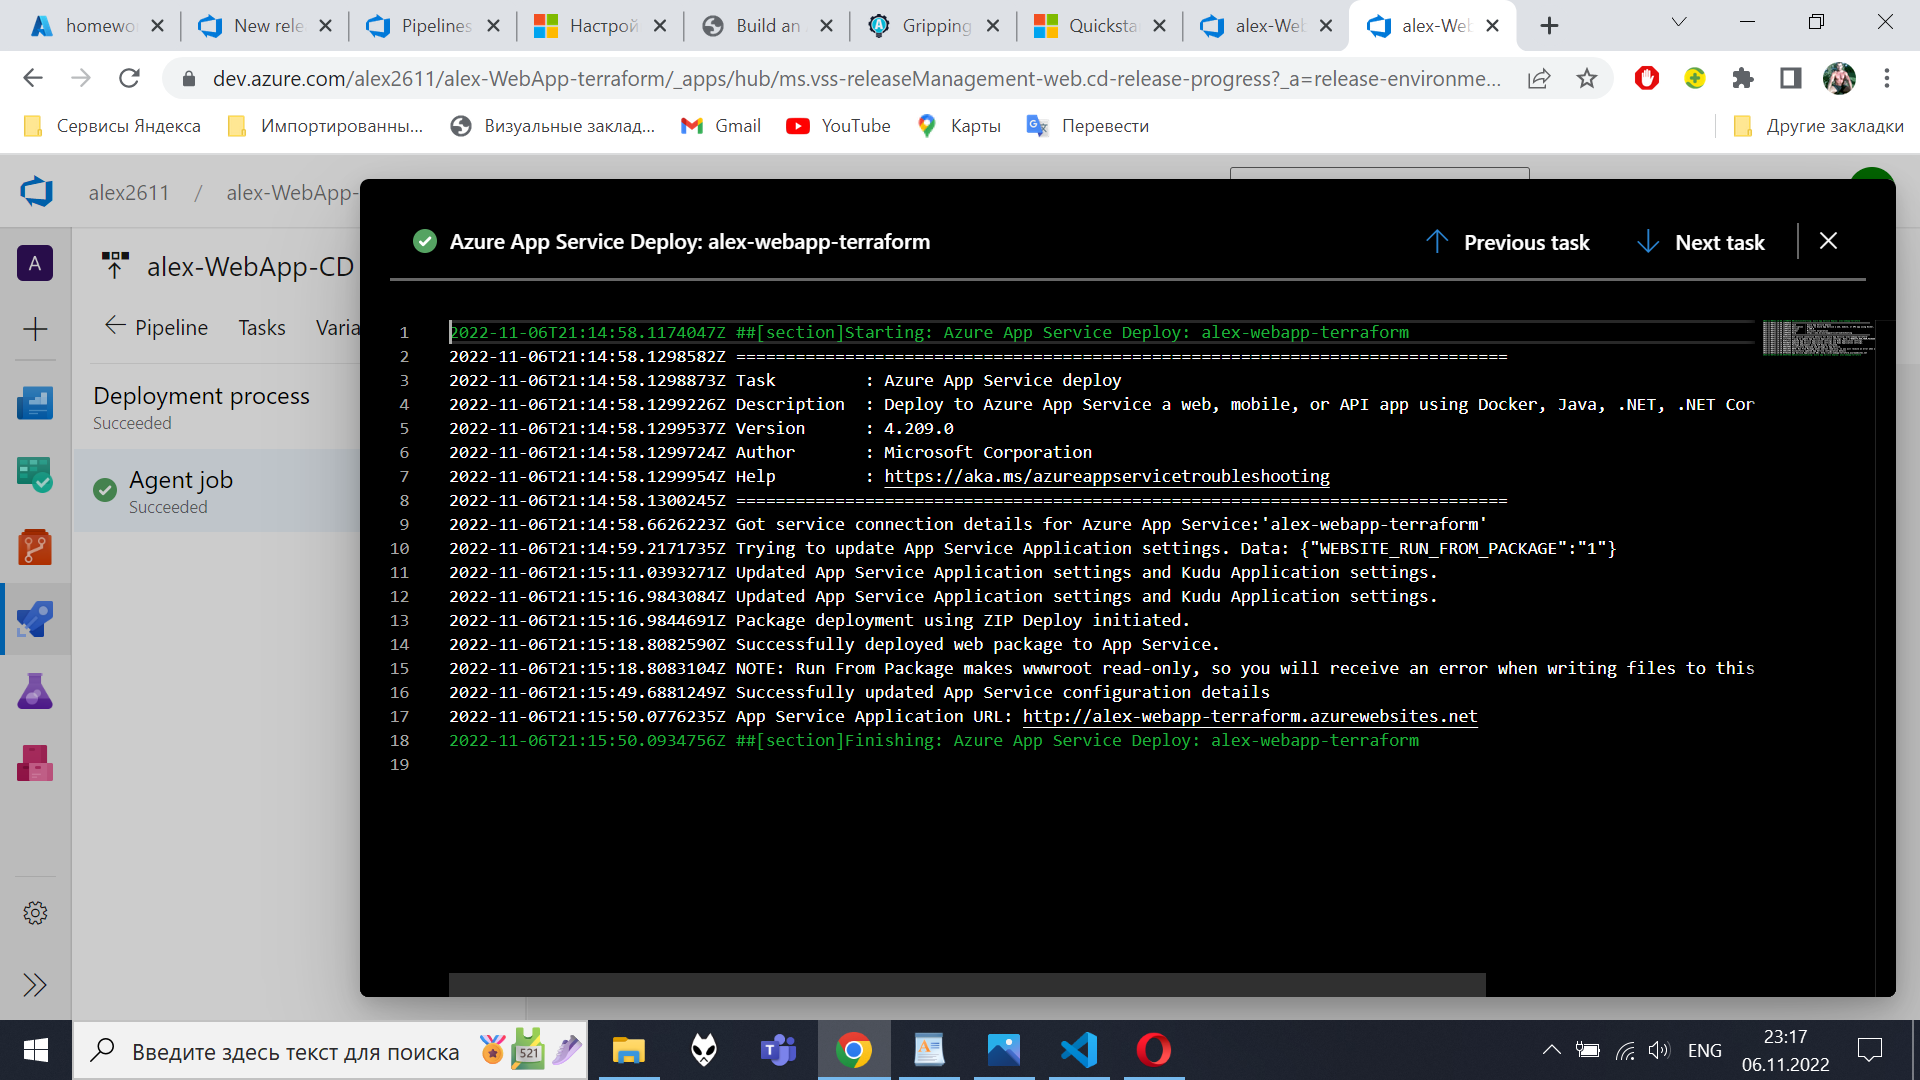 homewo
New rele
Pipelines
Настрой
Build an
Gripping
Quicksta
alex-Web
alex-Web
dev.azure.com/alex2611/alex-WebApp-terraform/_apps/hub/ms.vss-releaseManagement-web.cd-release-progress?_a=release-environme...
Сервисы Яндекса
Импортированны...
Визуальные заклад...
Gmail
YouTube
Карты
Перевести
Другие закладки
alex2611 / alex-WebApp-
A
alex-WebApp-CD
Pipeline Tasks Varia
Deployment process
Succeeded
Agent job
Succeeded
Azure App Service Deploy: alex-webapp-terraform
Previous task
Next task
1 2022-11-06T21:14:58.1174047Z ##[section]Starting: Azure App Service Deploy: alex-webapp-terraform
2 2022-11-06T21:14:58.1298582Z ==============================================================================
3 2022-11-06T21:14:58.1298873Z Task         : Azure App Service deploy
4 2022-11-06T21:14:58.1299226Z Description  : Deploy to Azure App Service a web, mobile, or API app using Docker, Java, .NET, .NET Cor
5 2022-11-06T21:14:58.1299537Z Version      : 4.209.0
6 2022-11-06T21:14:58.1299724Z Author       : Microsoft Corporation
7 2022-11-06T21:14:58.1299954Z Help         : https://aka.ms/azureappservicetroubleshooting
8 2022-11-06T21:14:58.1300245Z ==============================================================================
9 2022-11-06T21:14:58.6626223Z Got service connection details for Azure App Service:'alex-webapp-terraform'
10 2022-11-06T21:14:59.2171735Z Trying to update App Service Application settings. Data: {"WEBSITE_RUN_FROM_PACKAGE":"1"}
11 2022-11-06T21:15:11.0393271Z Updated App Service Application settings and Kudu Application settings.
12 2022-11-06T21:15:16.9843084Z Updated App Service Application settings and Kudu Application settings.
13 2022-11-06T21:15:16.9844691Z Package deployment using ZIP Deploy initiated.
14 2022-11-06T21:15:18.8082590Z Successfully deployed web package to App Service.
15 2022-11-06T21:15:18.8083104Z NOTE: Run From Package makes wwwroot read-only, so you will receive an error when writing files to this
16 2022-11-06T21:15:49.6881249Z Successfully updated App Service configuration details
17 2022-11-06T21:15:50.0776235Z App Service Application URL: http://alex-webapp-terraform.azurewebsites.net
18 2022-11-06T21:15:50.0934756Z ##[section]Finishing: Azure App Service Deploy: alex-webapp-terraform
19
Введите здесь текст для поиска
521
ENG
23:17
06.11.2022